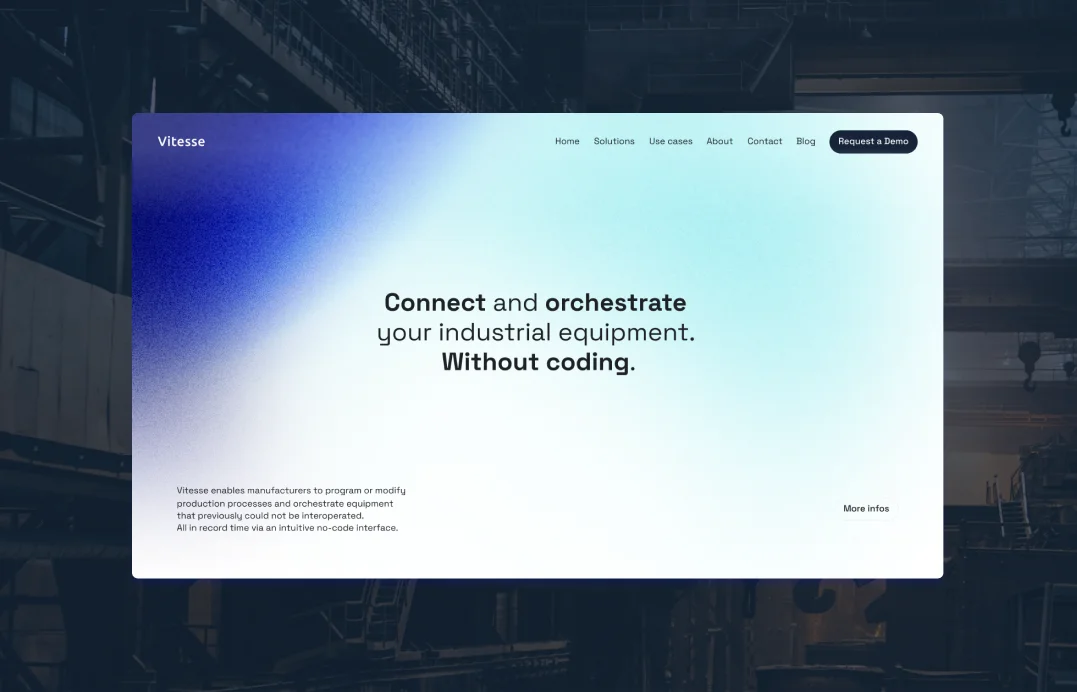 Vitesse
Home Solutions Use cases About Contact Blog Request a Demo
Connect and orchestrate
your industrial equipment.
Without coding.
Vitesse enables manufacturers to program or modify
production processes and orchestrate equipment
that previously could not be interoperated.
All in record time via an intuitive no-code interface.
More infos